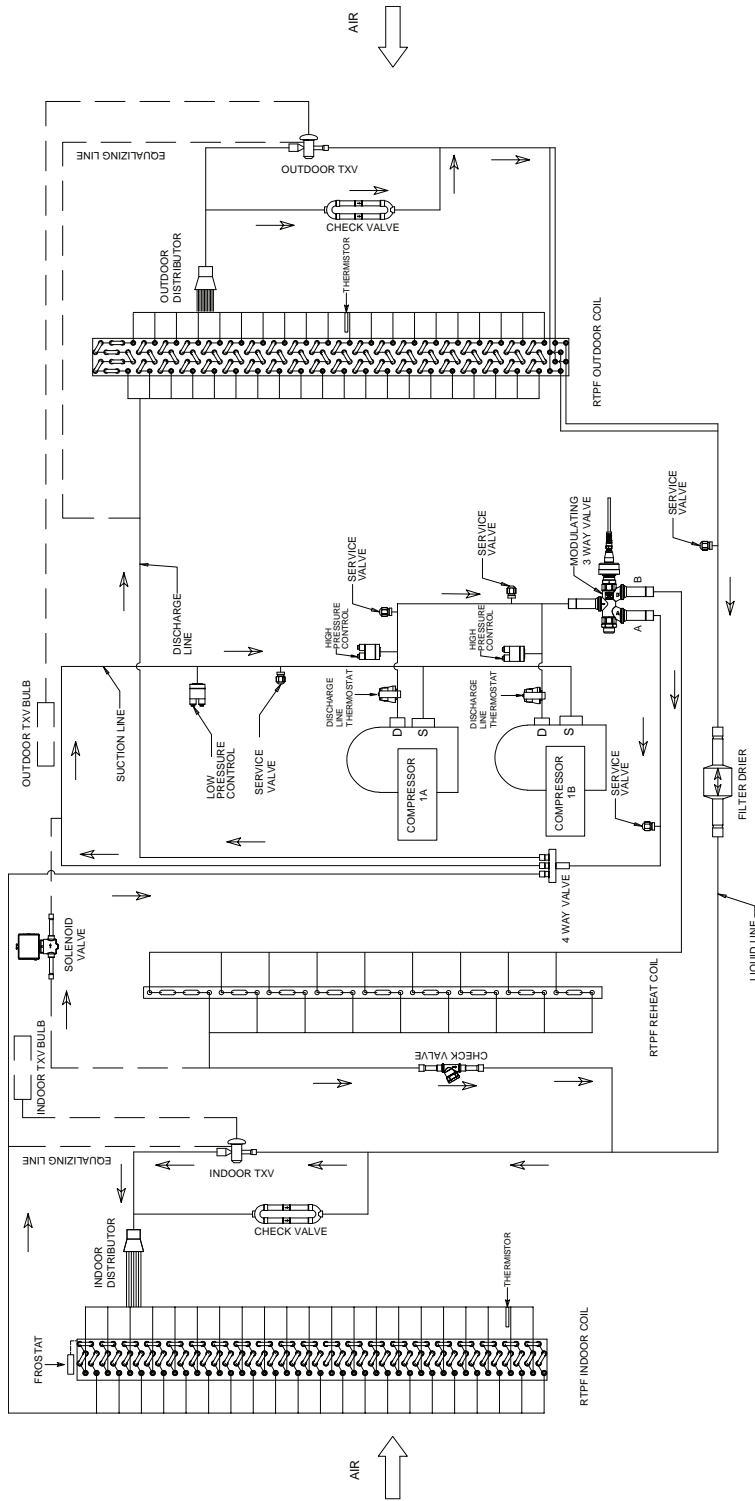 AIR
EQUALIZING LINE
OUTDOOR TXV
CHECK VALVE
OUTDOOR
DISTRIBUTOR
THERMISTOR
RTPF OUTDOOR COIL
OUTDOOR TXV BULB
SUCTION LINE
DISCHARGE
LINE
LOW
PRESSURE
CONTROL
SERVICE
VALVE
HIGH
PRESSURE
CONTROL
SERVICE
VALVE
DISCHARGE
LINE
THERMOSTAT
D
S
COMPRESSOR
1A
HIGH
PRESSURE
CONTROL
SERVICE
VALVE
DISCHARGE
LINE
THERMOSTAT
D
S
COMPRESSOR
1B
MODULATING
3 WAY VALVE
A
B
SERVICE
VALVE
SERVICE
VALVE
FILTER DRIER
4 WAY VALVE
SOLENOID
VALVE
RTPF REHEAT COIL
LIQUID LINE
INDOOR TXV BULB
CHECK VALVE
EQUALIZING LINE
INDOOR TXV
CHECK VALVE
INDOOR
DISTRIBUTOR
THERMISTOR
FROSTAT
RTPF INDOOR COIL
AIR